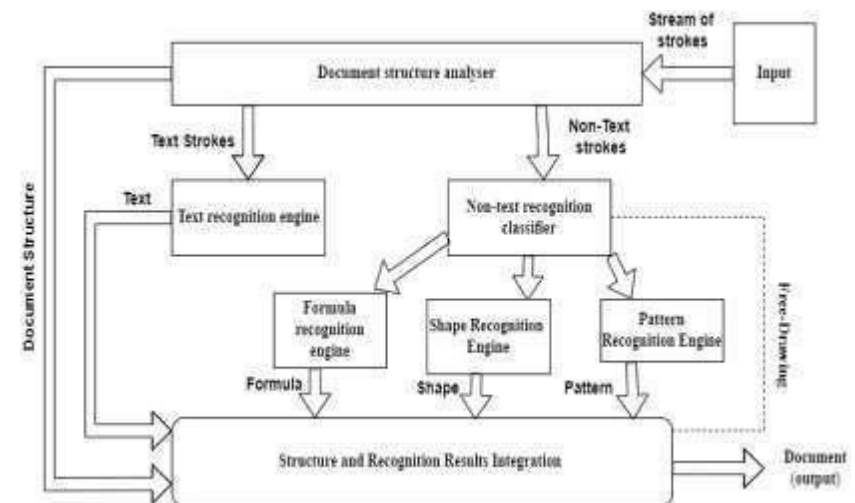 Stream of
strokes
Document structure analyser
Input
Text Strokes
Non-Text
strokes
Text
Text recognition engine
Non-text recognition
classifier
Document Structure
Free-Drawing
Formula
recognition
engine
Shape Recognition
Engine
Pattern
Recognition Engine
Formula
Shape
Pattern
Structure and Recognition Results Integration
Document
(output)